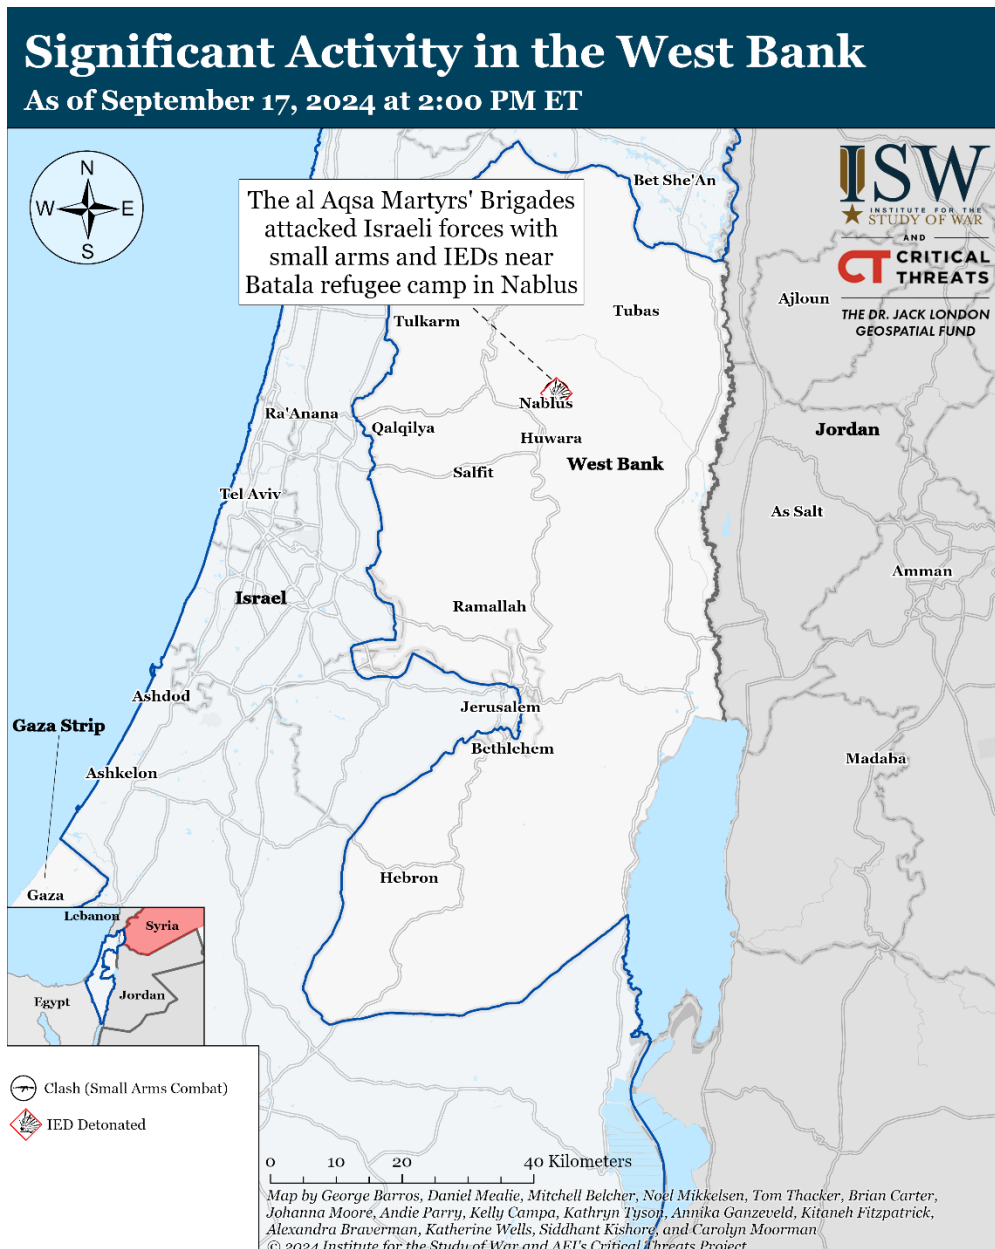 Significant Activity in the West Bank
As of September 17, 2024 at 2:00 PM ET
N
W E
S
The al Aqsa Martyrs' Brigades
attacked Israeli forces with
small arms and IEDs near
Batala refugee camp in Nablus
ISW
INSTITUTE FOR THE
STUDY OF WAR
AND
CT CRITICAL
THREATS
THE DR. JACK LONDON
GEOSPATIAL FUND
Bet She'An
Ajloun
Tubas
Tulkarm
Nablus
Ra'Anana
Qalqilya
Jordan
Huwara
West Bank
Salfit
Tel Aviv
As Salt
Amman
Israel
Ramallah
Ashdod
Jerusalem
Gaza Strip
Bethlehem
Madaba
Ashkelon
Hebron
Gaza
Lebanon
Syria
Egypt
Jordan
Clash (Small Arms Combat)
IED Detonated
0 10 20 40 Kilometers
Map by George Barros, Daniel Mealie, Mitchell Belcher, Noel Mikkelsen, Tom Thacker, Brian Carter,
Johanna Moore, Andie Parry, Kelly Campa, Kathryn Tyson, Annika Ganzeveld, Kitaneh Fitzpatrick,
Alexandra Braverman, Katherine Wells, Siddhant Kishore, and Carolyn Moorman
© 2024 Institute for the Study of War and AEI's Critical Threats Project